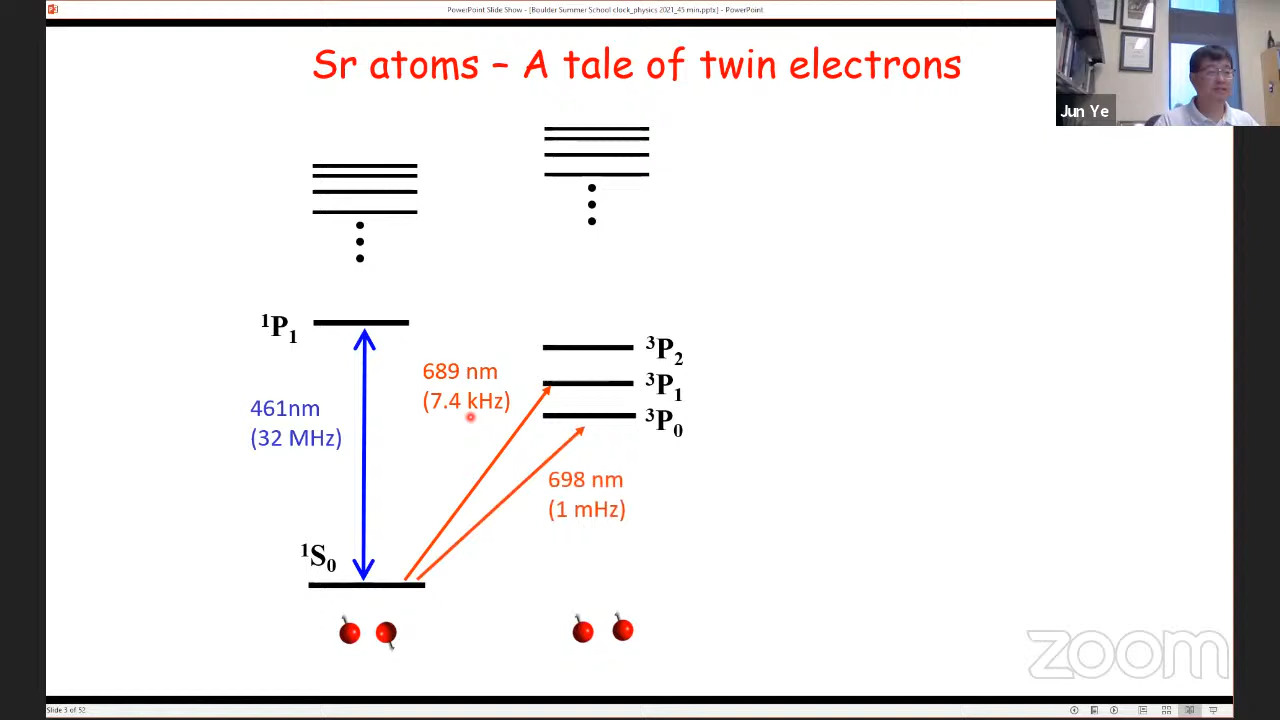 PowerPoint Slide Show - [Boulder Summer School clock_physics 2021_45 min.pptx] - PowerPoint
Sr atoms – A tale of twin electrons
Jun Ye
¹P₁
³P₂
689 nm
(7.4 kHz)
³P₁
461nm
(32 MHz)
³P₀
698 nm
(1 mHz)
¹S₀
zoom
Slide 3 of 52